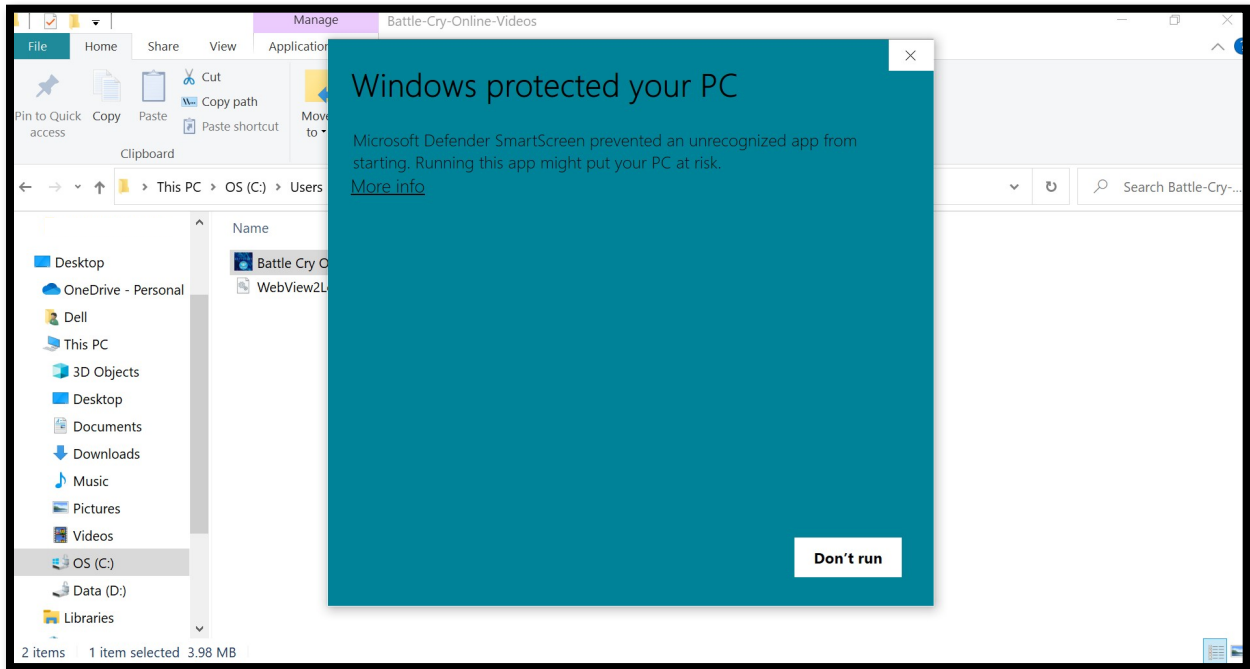 Manage
Battle-Cry-Online-Videos
File
Home
Share
View
Application
Pin to Quick access
Copy
Paste
Cut
Copy path
Paste shortcut
Move to
Clipboard
This PC > OS (C:) > Users
Search Battle-Cry-...
Windows protected your PC
Microsoft Defender SmartScreen prevented an unrecognized app from
starting. Running this app might put your PC at risk.
More info
Don't run
Name
Battle Cry O
WebView2L
Desktop
OneDrive - Personal
Dell
This PC
3D Objects
Desktop
Documents
Downloads
Music
Pictures
Videos
OS (C:)
Data (D:)
Libraries
2 items
1 item selected 3.98 MB